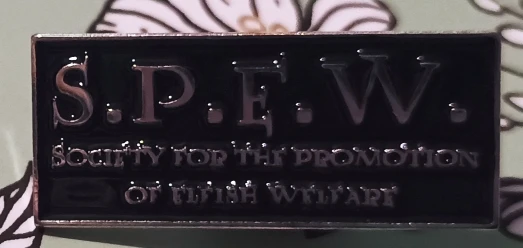 S.P.E.W.
SOCIETY FOR THE PROMOTION
OF ELFISH WELFARE